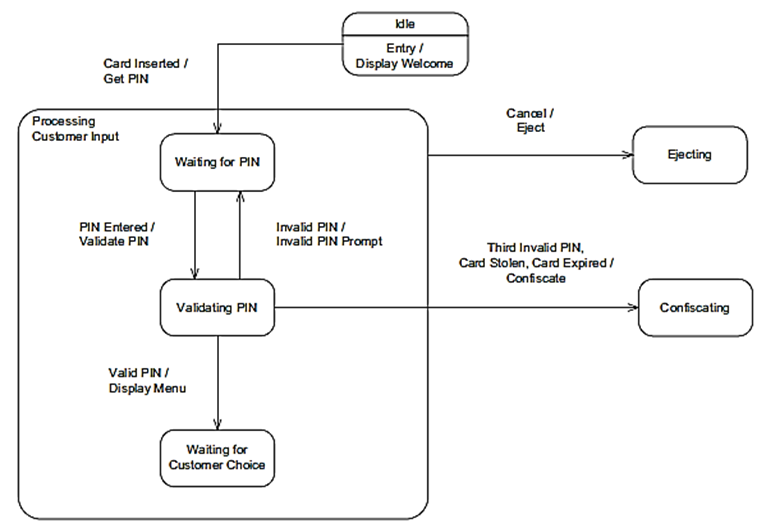 Idle
Entry /
Display Welcome
Card Inserted /
Get PIN
Processing
Customer Input
Cancel /
Eject
Waiting for PIN
Ejecting
PIN Entered /
Validate PIN
Invalid PIN /
Invalid PIN Prompt
Third Invalid PIN,
Card Stolen, Card Expired /
Confiscate
Validating PIN
Confiscating
Valid PIN /
Display Menu
Waiting for
Customer Choice